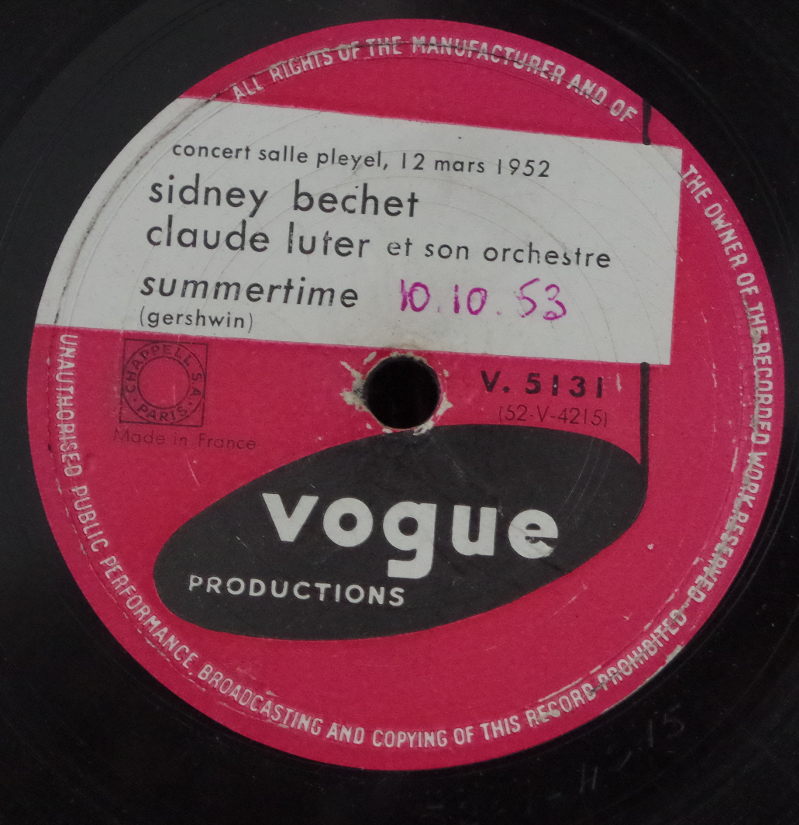 ALL RIGHTS OF THE MANUFACTURER AND OF THE OWNER OF THE RECORDED WORK RESERVED-
concert salle pleyel, 12 mars 1952
sidney bechet
claude luter et son orchestre
summertime 10.10.53
(gershwin)
CHAPPELL S.A.
PARIS
V. 5131
(52-V-4215)
Made in France
vogue
PRODUCTIONS
UNAUTHORISED PUBLIC PERFORMANCE BROADCASTING AND COPYING OF THIS RECORD PROHIBITED-